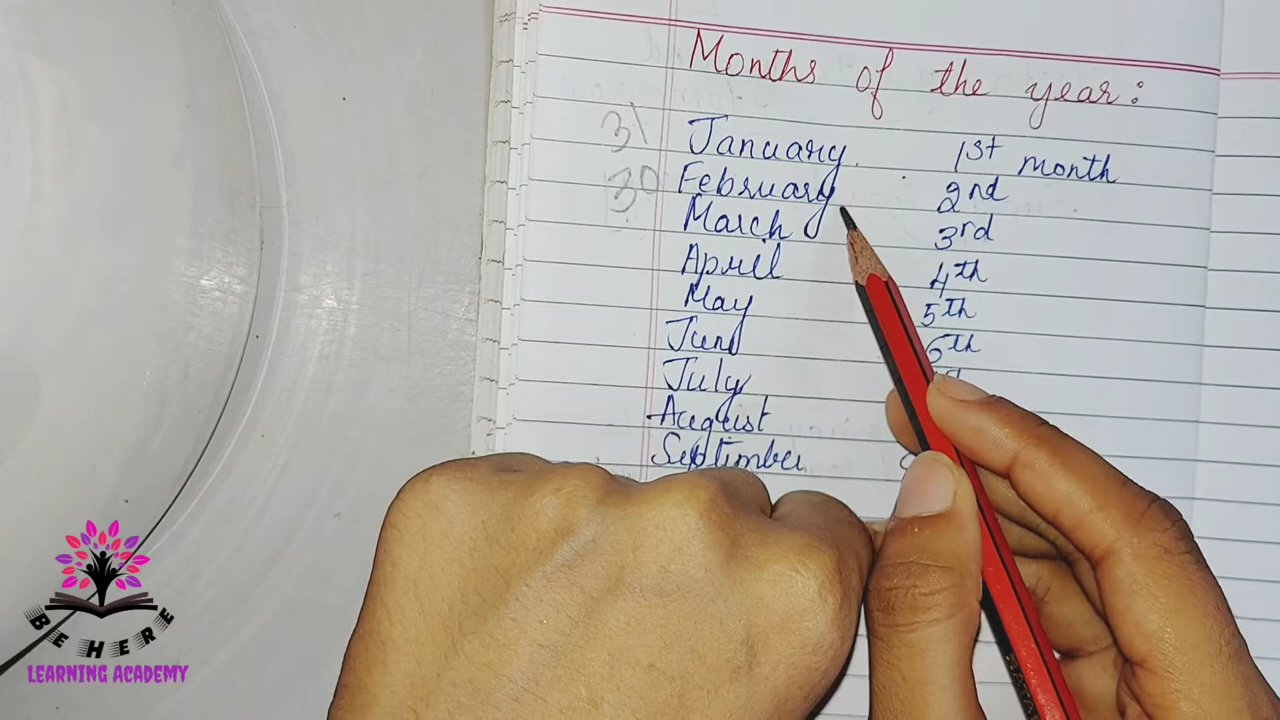 Months of the year:
31 January. 1st month
30 February 2nd
March 3rd
April 4th
May 5th
June 6th
July
August
September
BE HERE
LEARNING ACADEMY